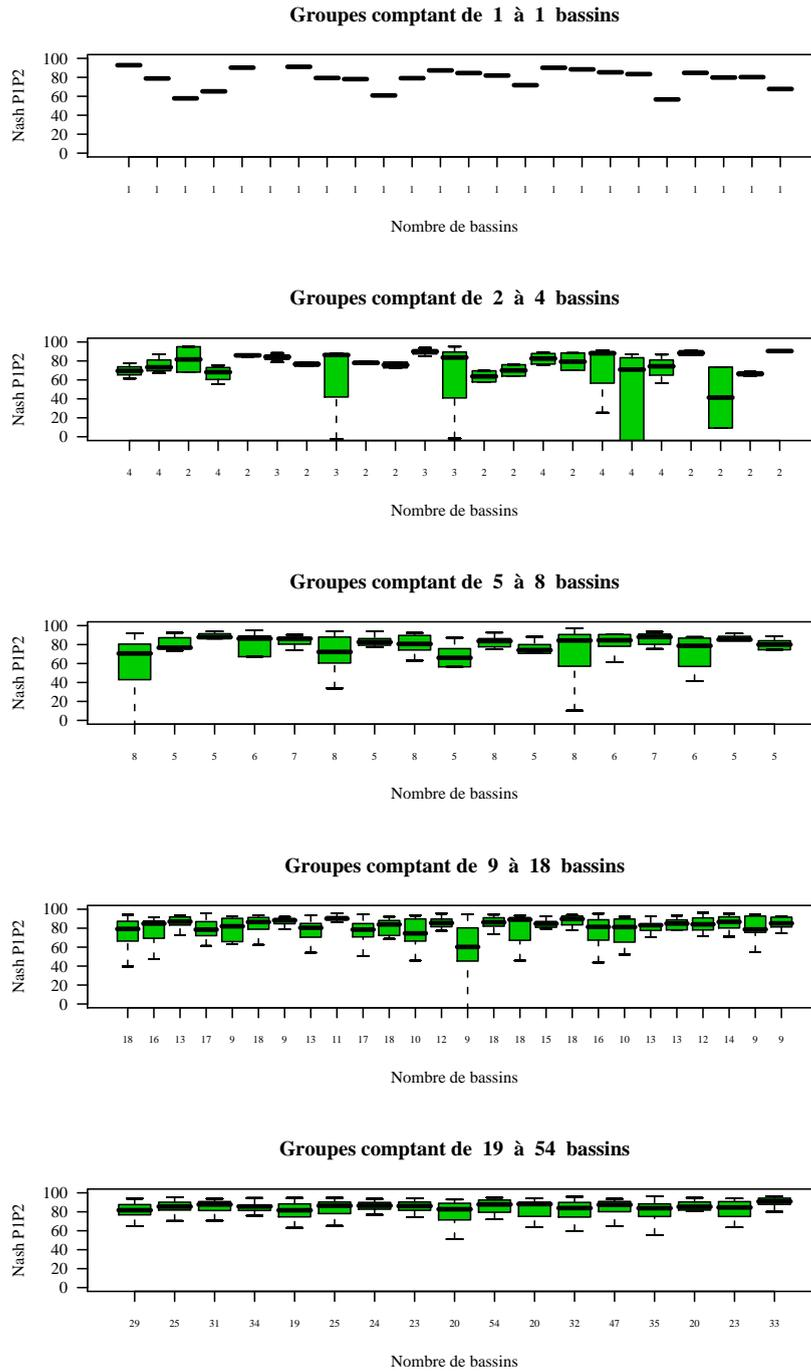 Groupes comptant de 1 à 1 bassins
100
80
60
40
20
0
Nash P1P2
1 1 1 1 1 1 1 1 1 1 1 1 1 1 1 1 1 1 1 1 1 1 1 1
Nombre de bassins
Groupes comptant de 2 à 4 bassins
100
80
60
40
20
0
Nash P1P2
4 4 2 4 2 3 2 3 2 2 3 3 2 2 4 2 4 4 4 2 2 2 2
Nombre de bassins
Groupes comptant de 5 à 8 bassins
100
80
60
40
20
0
Nash P1P2
8 5 5 6 7 8 5 8 5 8 5 8 6 7 6 5 5
Nombre de bassins
Groupes comptant de 9 à 18 bassins
100
80
60
40
20
0
Nash P1P2
18 16 13 17 9 18 9 13 11 17 18 10 12 9 18 18 15 18 16 10 13 13 12 14 9 9
Nombre de bassins
Groupes comptant de 19 à 54 bassins
100
80
60
40
20
0
Nash P1P2
29 25 31 34 19 25 24 23 20 54 20 32 47 35 20 23 33
Nombre de bassins